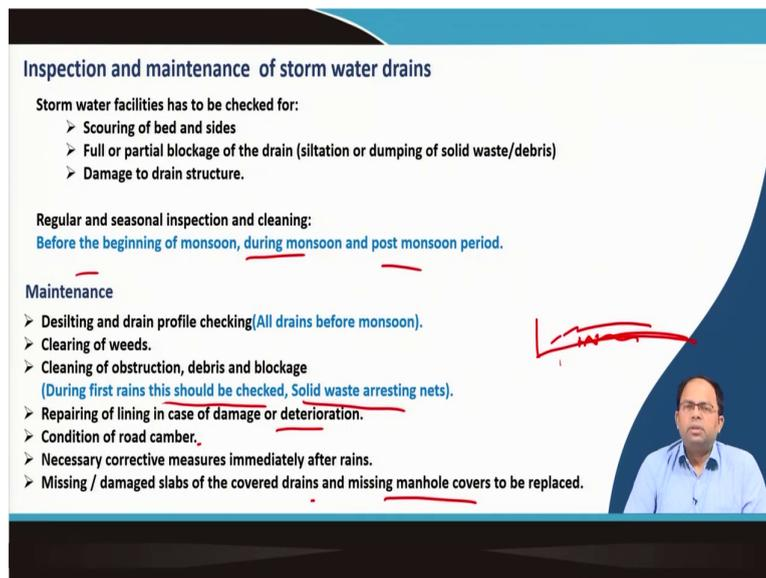 Inspection and maintenance of storm water drains
Storm water facilities has to be checked for:
➢ Scouring of bed and sides
➢ Full or partial blockage of the drain (siltation or dumping of solid waste/debris)
➢ Damage to drain structure.
Regular and seasonal inspection and cleaning:
Before the beginning of monsoon, during monsoon and post monsoon period.
Maintenance
➢ Desilting and drain profile checking(All drains before monsoon).
➢ Clearing of weeds.
➢ Cleaning of obstruction, debris and blockage
(During first rains this should be checked, Solid waste arresting nets).
➢ Repairing of lining in case of damage or deterioration.
➢ Condition of road camber.
➢ Necessary corrective measures immediately after rains.
➢ Missing / damaged slabs of the covered drains and missing manhole covers to be replaced.